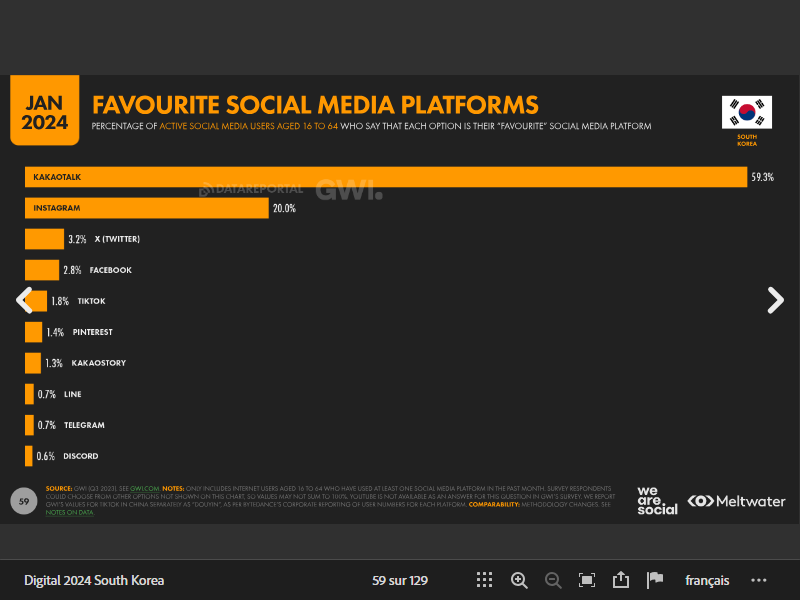 JAN
2024
FAVOURITE SOCIAL MEDIA PLATFORMS
PERCENTAGE OF ACTIVE SOCIAL MEDIA USERS AGED 16 TO 64 WHO SAY THAT EACH OPTION IS THEIR "FAVOURITE" SOCIAL MEDIA PLATFORM
SOUTH
KOREA
KAKAOTALK 59.3%
DATAREPORTAL GWI.
INSTAGRAM 20.0%
3.2% X (TWITTER)
2.8% FACEBOOK
1.8% TIKTOK
1.4% PINTEREST
1.3% KAKAOSTORY
0.7% LINE
0.7% TELEGRAM
0.6% DISCORD
59
SOURCE: GWI (Q3 2023). SEE GWI.COM. NOTES: ONLY INCLUDES INTERNET USERS AGED 16 TO 64 WHO HAVE USED AT LEAST ONE SOCIAL MEDIA PLATFORM IN THE PAST MONTH. SURVEY RESPONDENTS
COULD CHOOSE FROM OTHER OPTIONS NOT SHOWN ON THIS CHART, SO VALUES MAY NOT SUM TO 100%. YOUTUBE IS NOT AVAILABLE AS AN ANSWER FOR THIS QUESTION IN GWI'S SURVEY. WE REPORT
GWI'S VALUES FOR TIKTOK IN CHINA SEPARATELY AS "DOUYIN", AS PER BYTEDANCE'S CORPORATE REPORTING OF USER NUMBERS FOR EACH PLATFORM. COMPARABILITY: METHODOLOGY CHANGES. SEE
NOTES ON DATA.
we
are.
social
Meltwater
Digital 2024 South Korea
59 sur 129
français